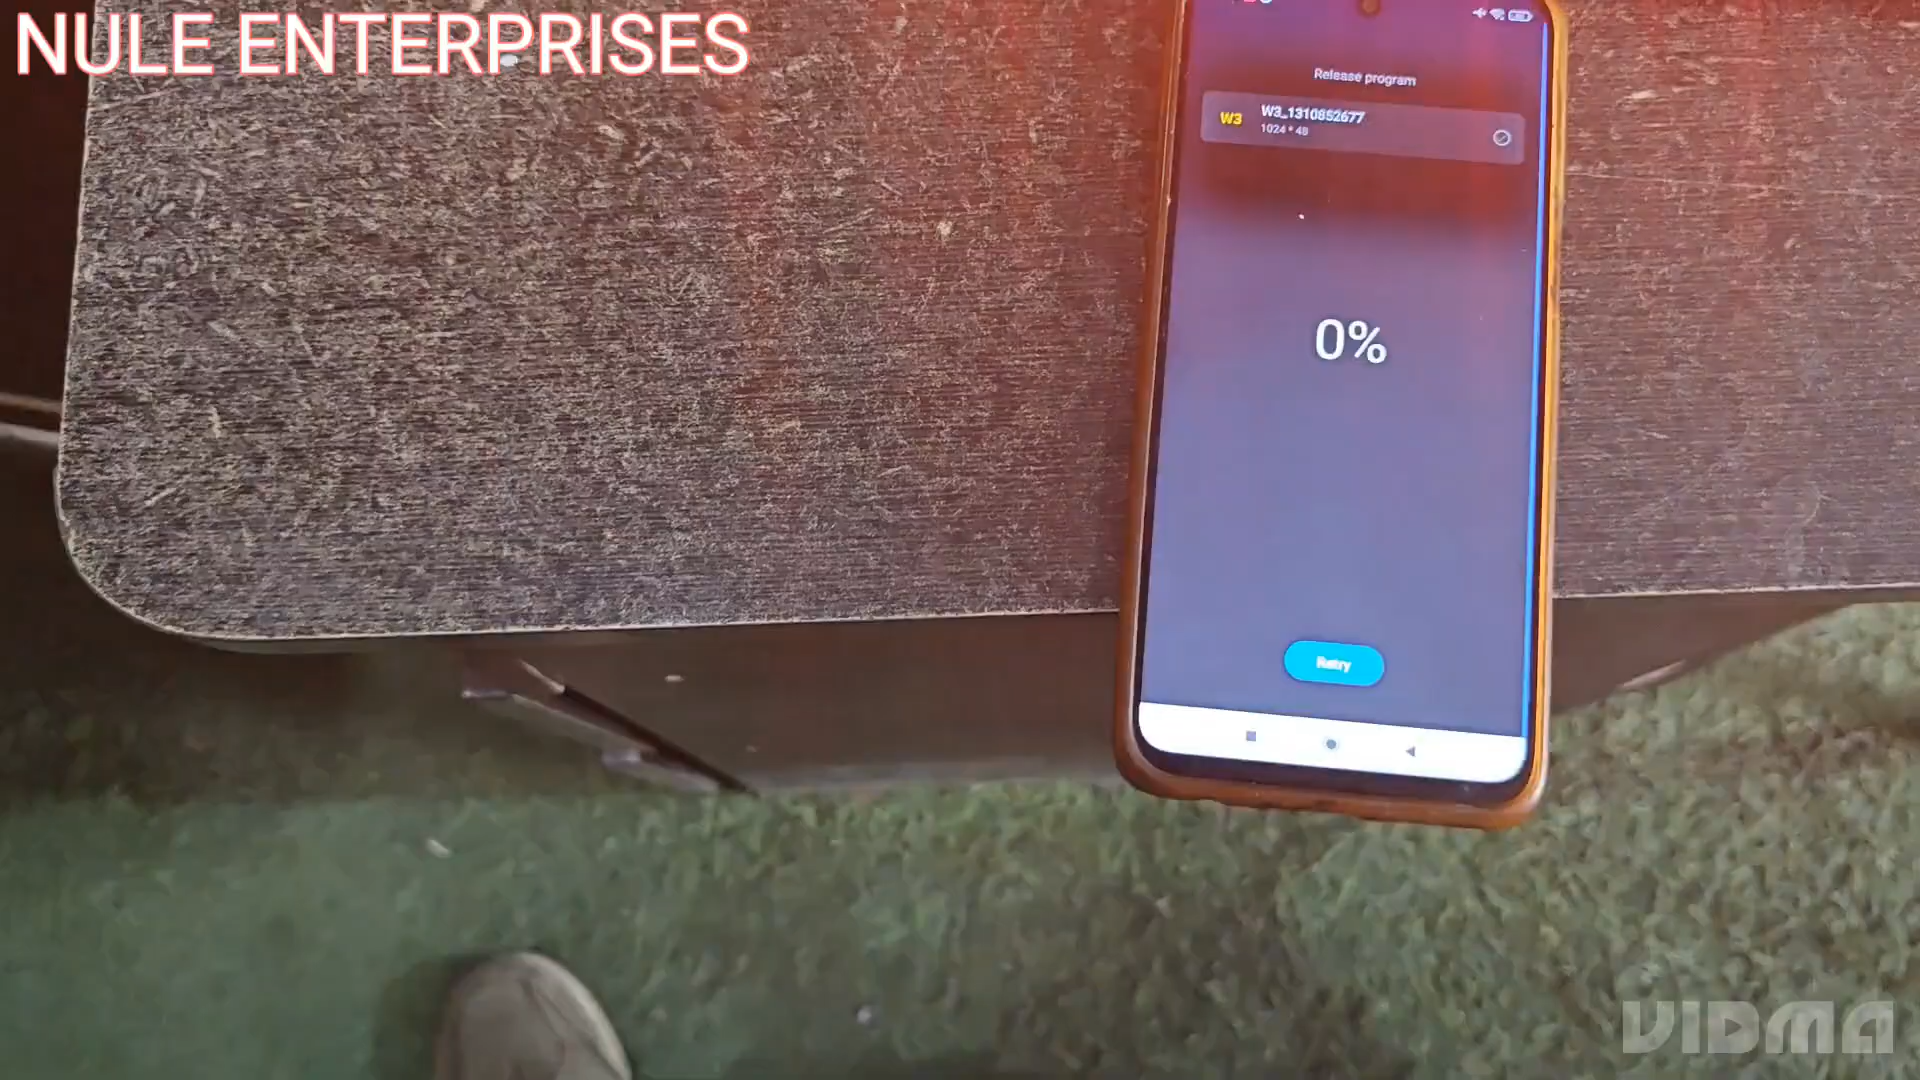 NULE ENTERPRISES
Release program
W3
W3_1310852677
1024 * 48
0%
Retry
VIDMA